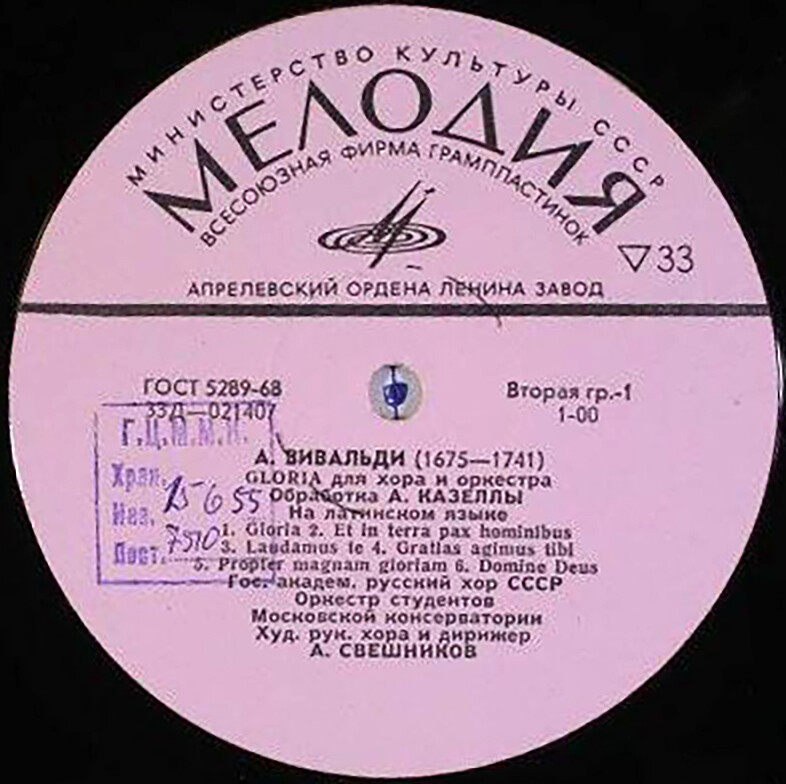 МИНИСТЕРСТВО КУЛЬТУРЫ СССР
МЕЛОДИЯ
ВСЕСОЮЗНАЯ ФИРМА ГРАМПЛАСТИНОК
▽33
АПРЕЛЕВСКИЙ ОРДЕНА ЛЕНИНА ЗАВОД
ГОСТ 5289-68
33Д—021407
Вторая гр.-1
1-00
Г.Ц.М.М.К.
Хран.
Инв. 15655
Пост. 7510
А. ВИВАЛЬДИ (1675—1741)
GLORIA для хора и оркестра
Обработка А. КАЗЕЛЛЫ
На латинском языке
1. Gloria 2. Et in terra pax hominibus
3. Laudamus te 4. Gratias agimus tibi
5. Propter magnam gloriam 6. Domine Deus
Гос. академ. русский хор СССР
Оркестр студентов
Московской консерватории
Худ. рук. хора и дирижер
А. СВЕШНИКОВ